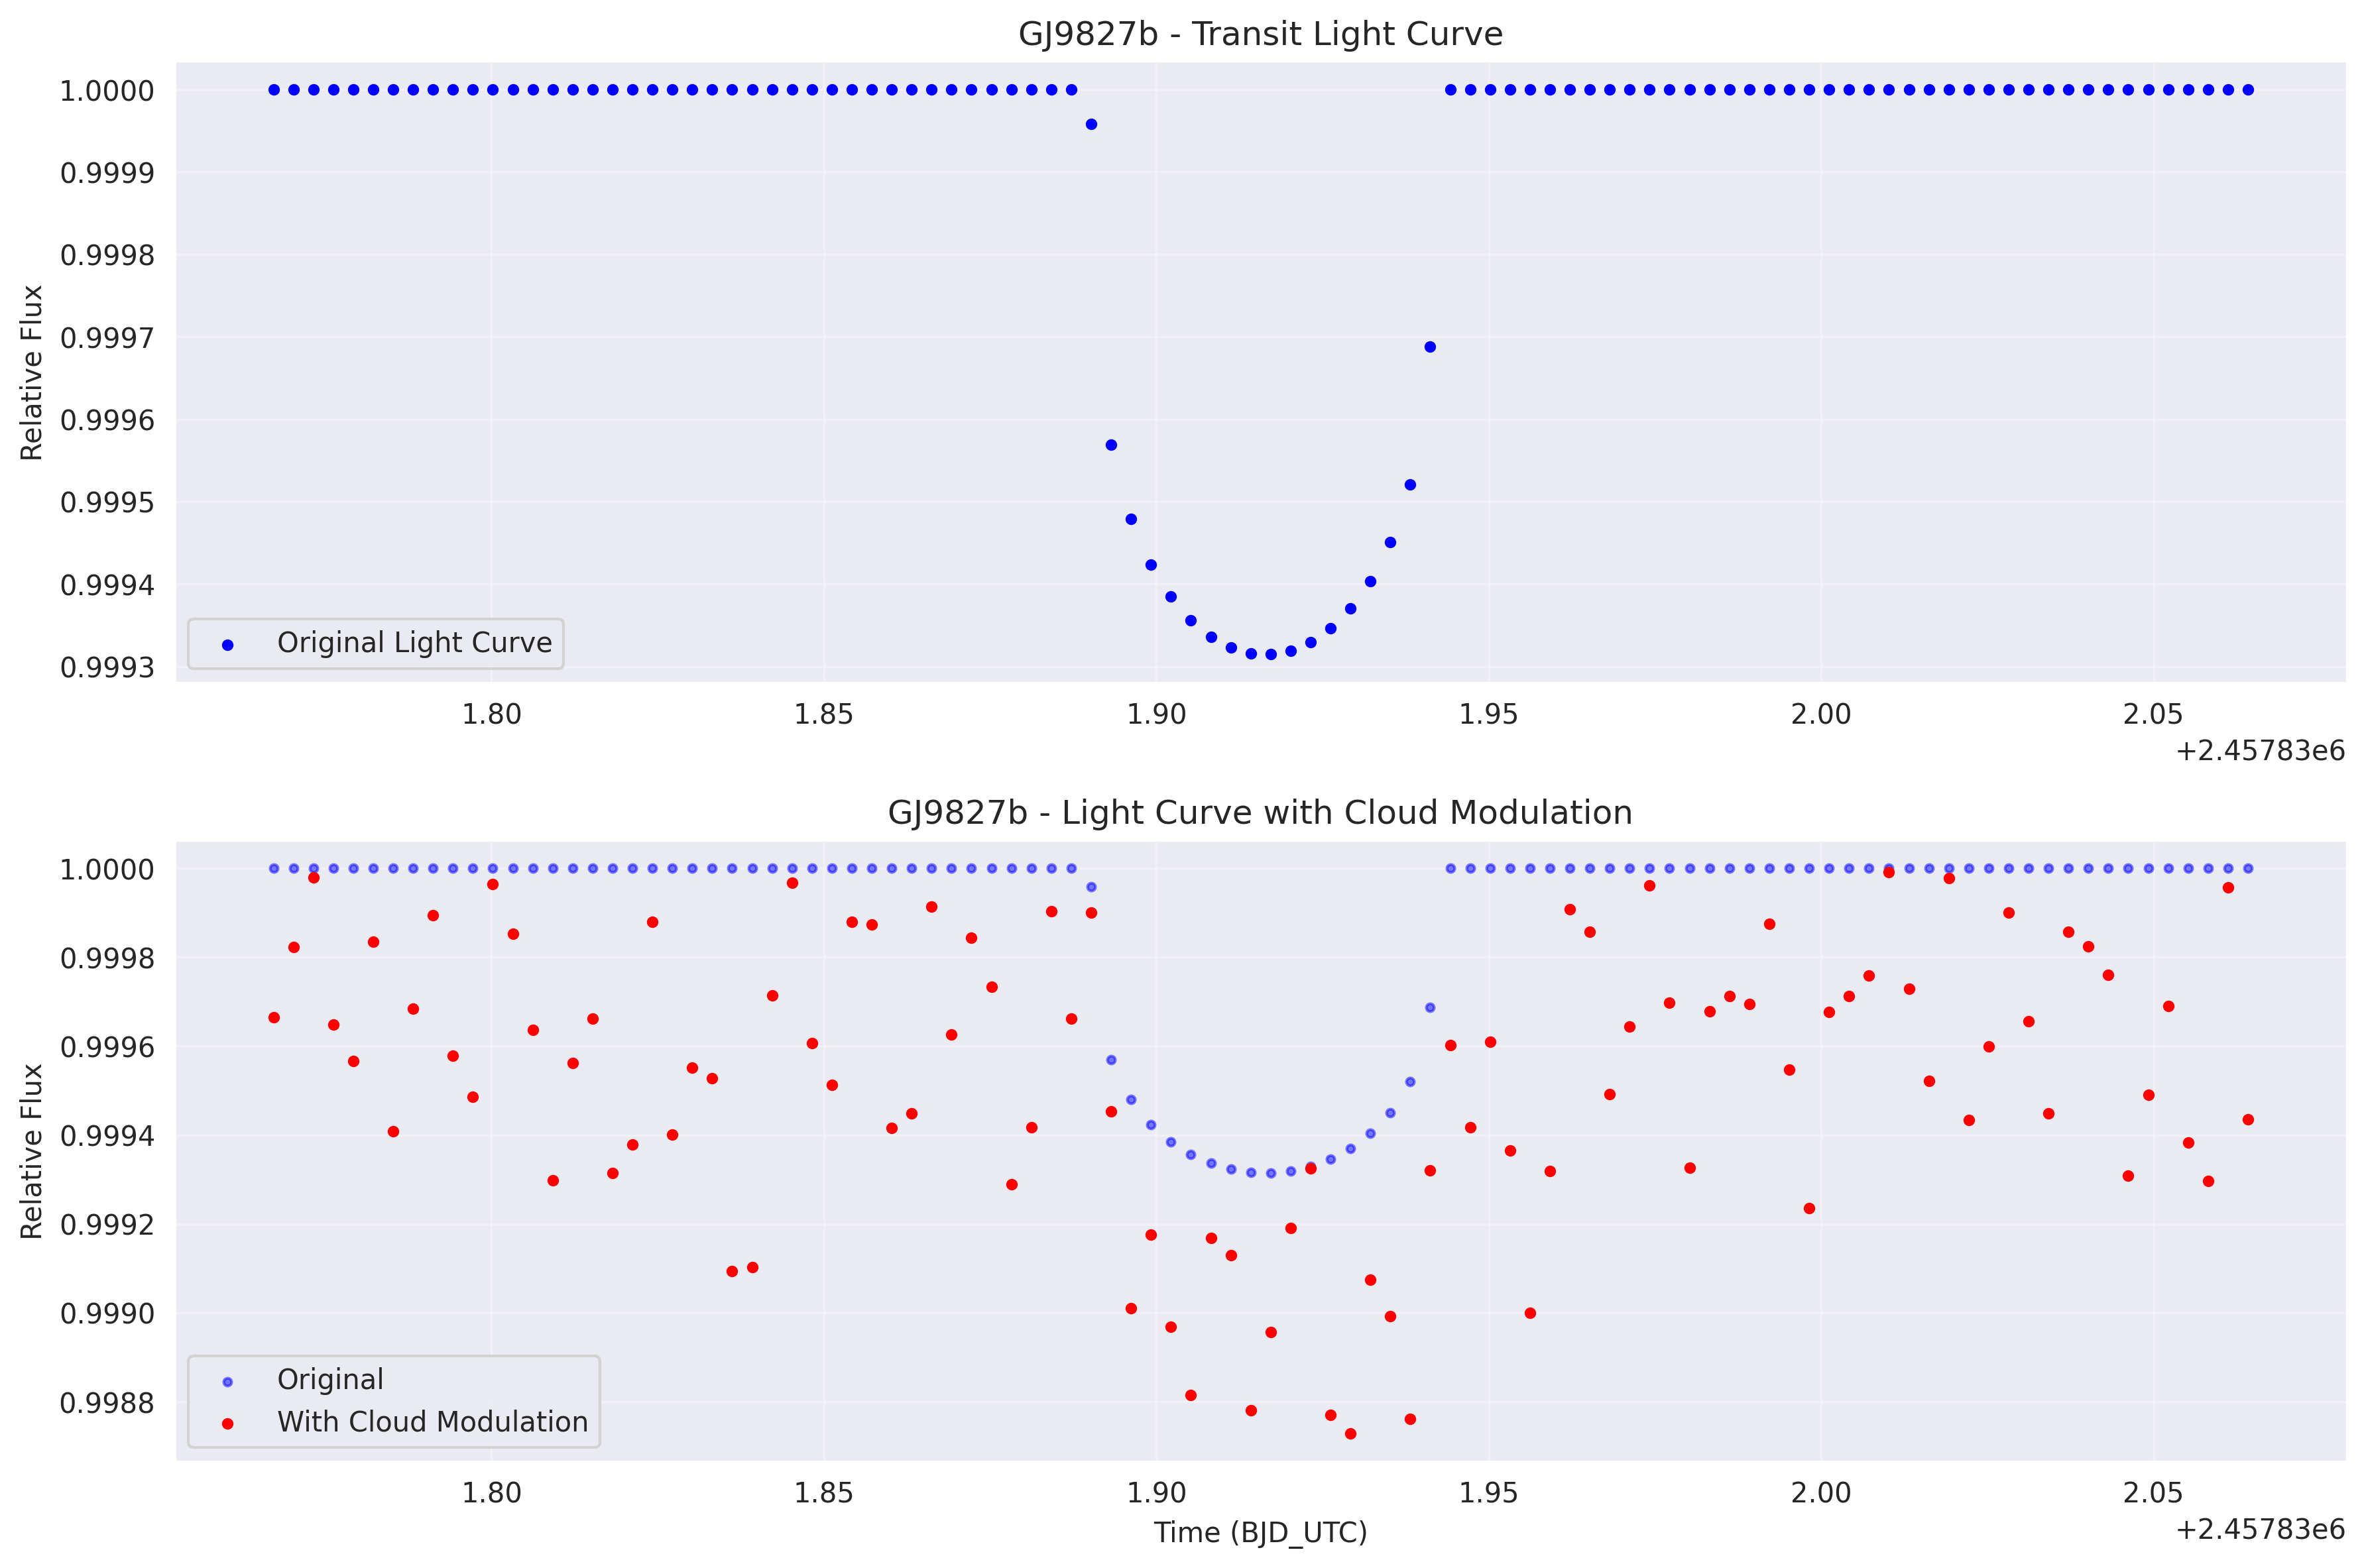 GJ9827b - Transit Light Curve
1.0000
0.9999
0.9998
0.9997
0.9996
0.9995
0.9994
0.9993
Relative Flux
Original Light Curve
1.80 1.85 1.90 1.95 2.00 2.05
+2.45783e6
GJ9827b - Light Curve with Cloud Modulation
1.0000
0.9998
0.9996
0.9994
0.9992
0.9990
0.9988
Relative Flux
Original
With Cloud Modulation
1.80 1.85 1.90 1.95 2.00 2.05
Time (BJD_UTC)
+2.45783e6